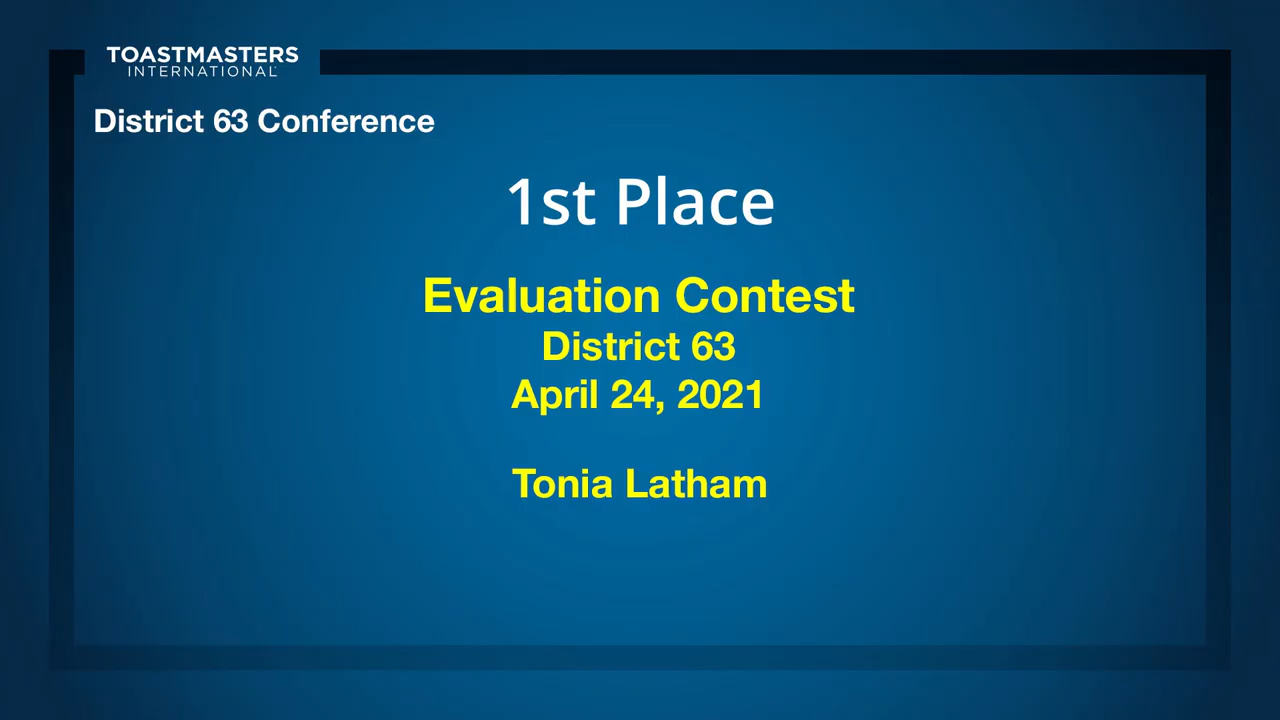 TOASTMASTERS
INTERNATIONAL
District 63 Conference
1st Place
Evaluation Contest
District 63
April 24, 2021
Tonia Latham